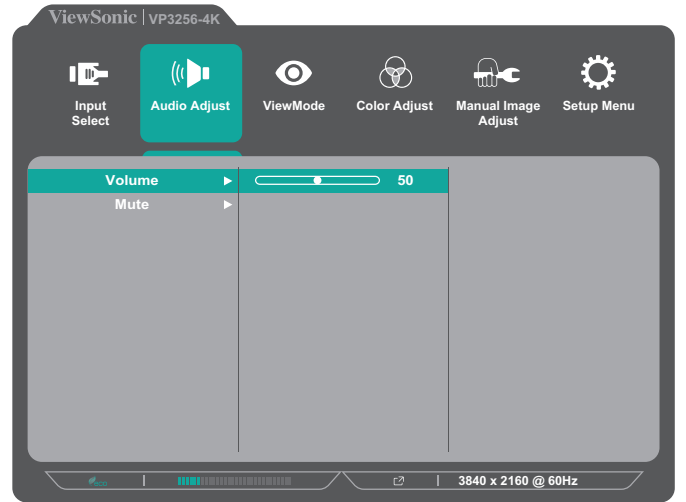 ViewSonic | VP3256-4K
Input
Select
Audio Adjust
ViewMode
Color Adjust
Manual Image
Adjust
Setup Menu
Volume
50
Mute
eco
3840 x 2160 @ 60Hz